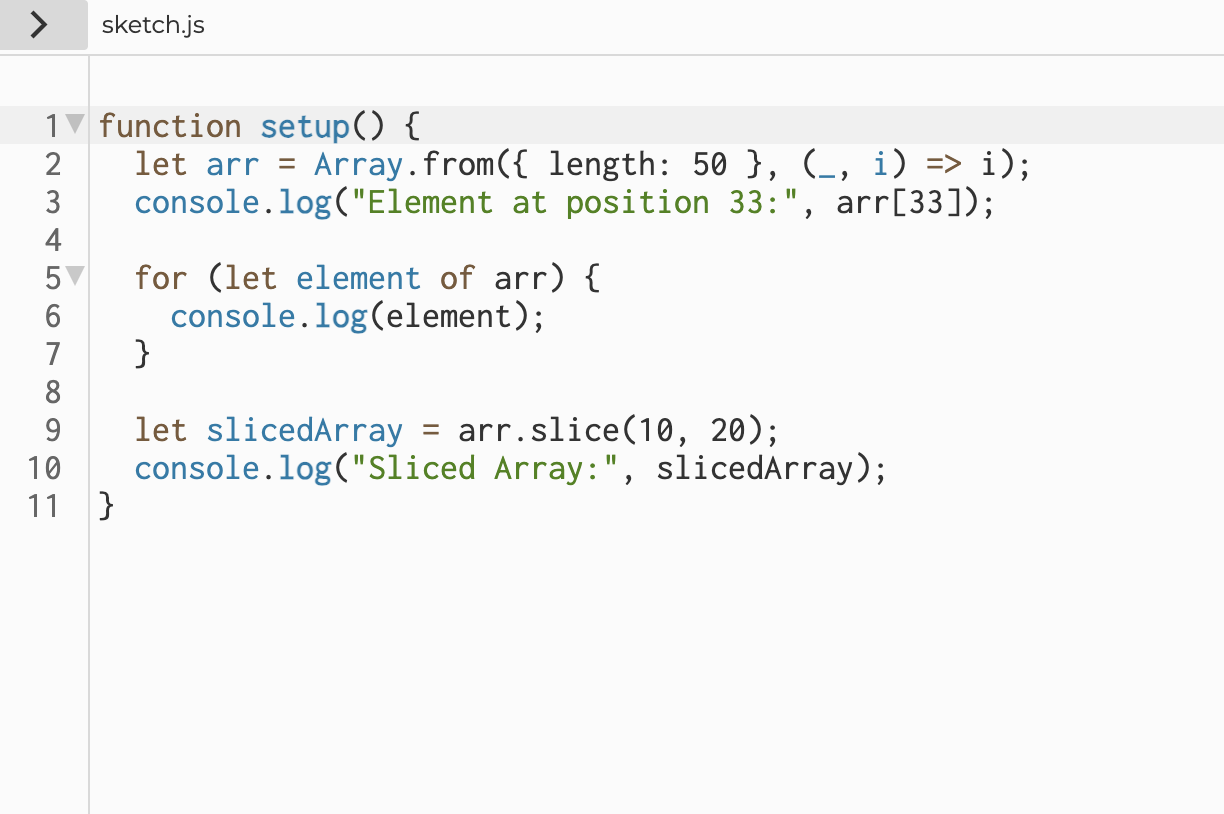 sketch.js
1 function setup() {
2   let arr = Array.from({ length: 50 }, (_, i) => i);
3   console.log("Element at position 33:", arr[33]);
4
5   for (let element of arr) {
6     console.log(element);
7   }
8
9   let slicedArray = arr.slice(10, 20);
10   console.log("Sliced Array:", slicedArray);
11 }